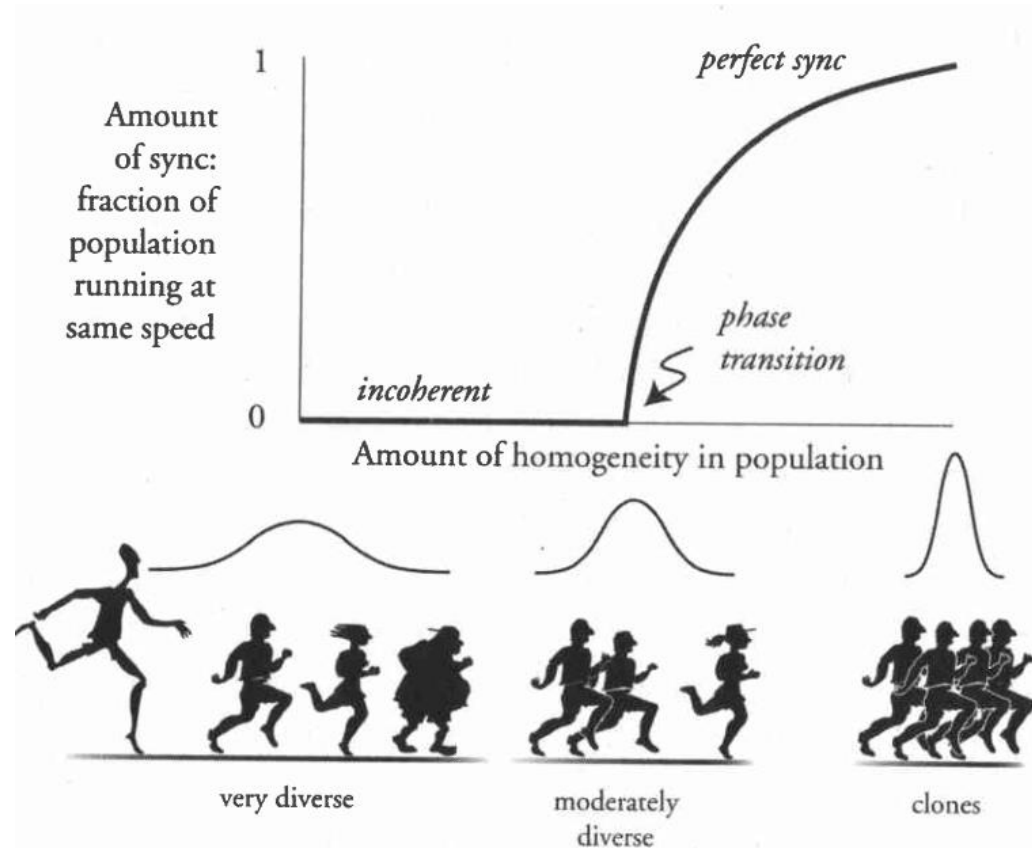 1
perfect sync
Amount
of sync:
fraction of
population
running at
same speed
phase
transition
incoherent
0
Amount of homogeneity in population
very diverse
moderately
diverse
clones